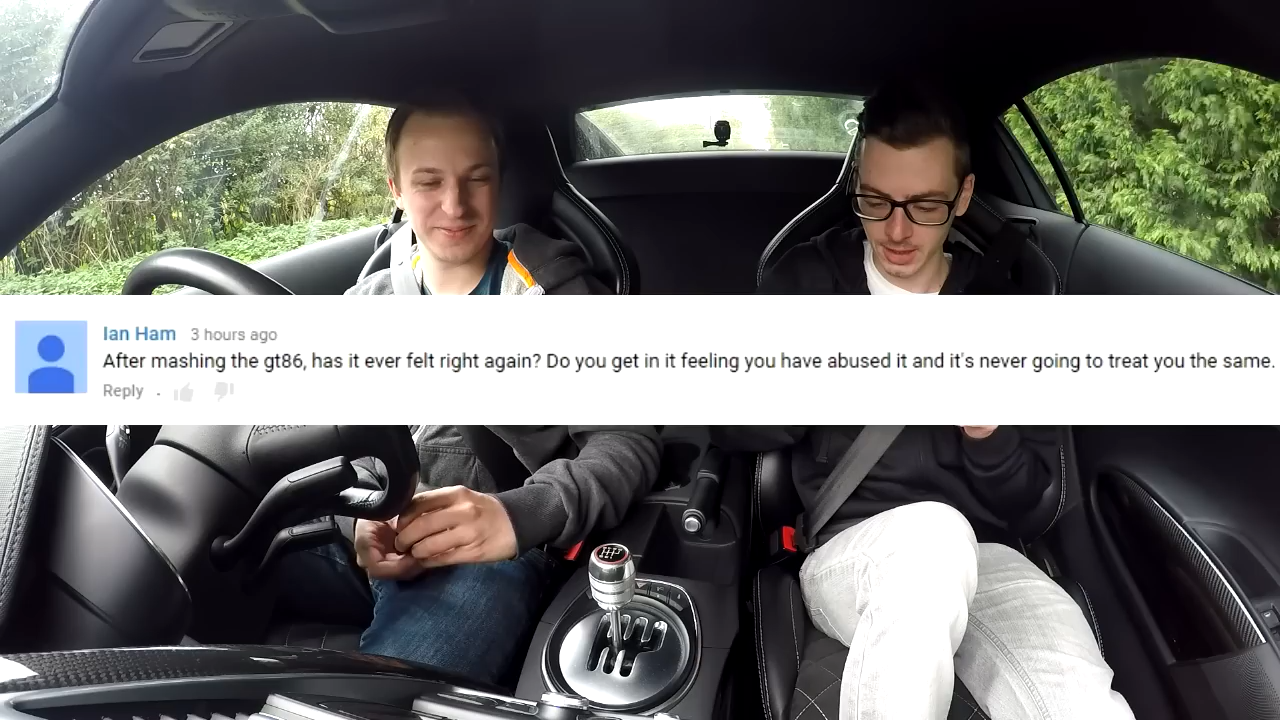 Ian Ham 3 hours ago
After mashing the gt86, has it ever felt right again? Do you get in it feeling you have abused it and it's never going to treat you the same.
Reply .